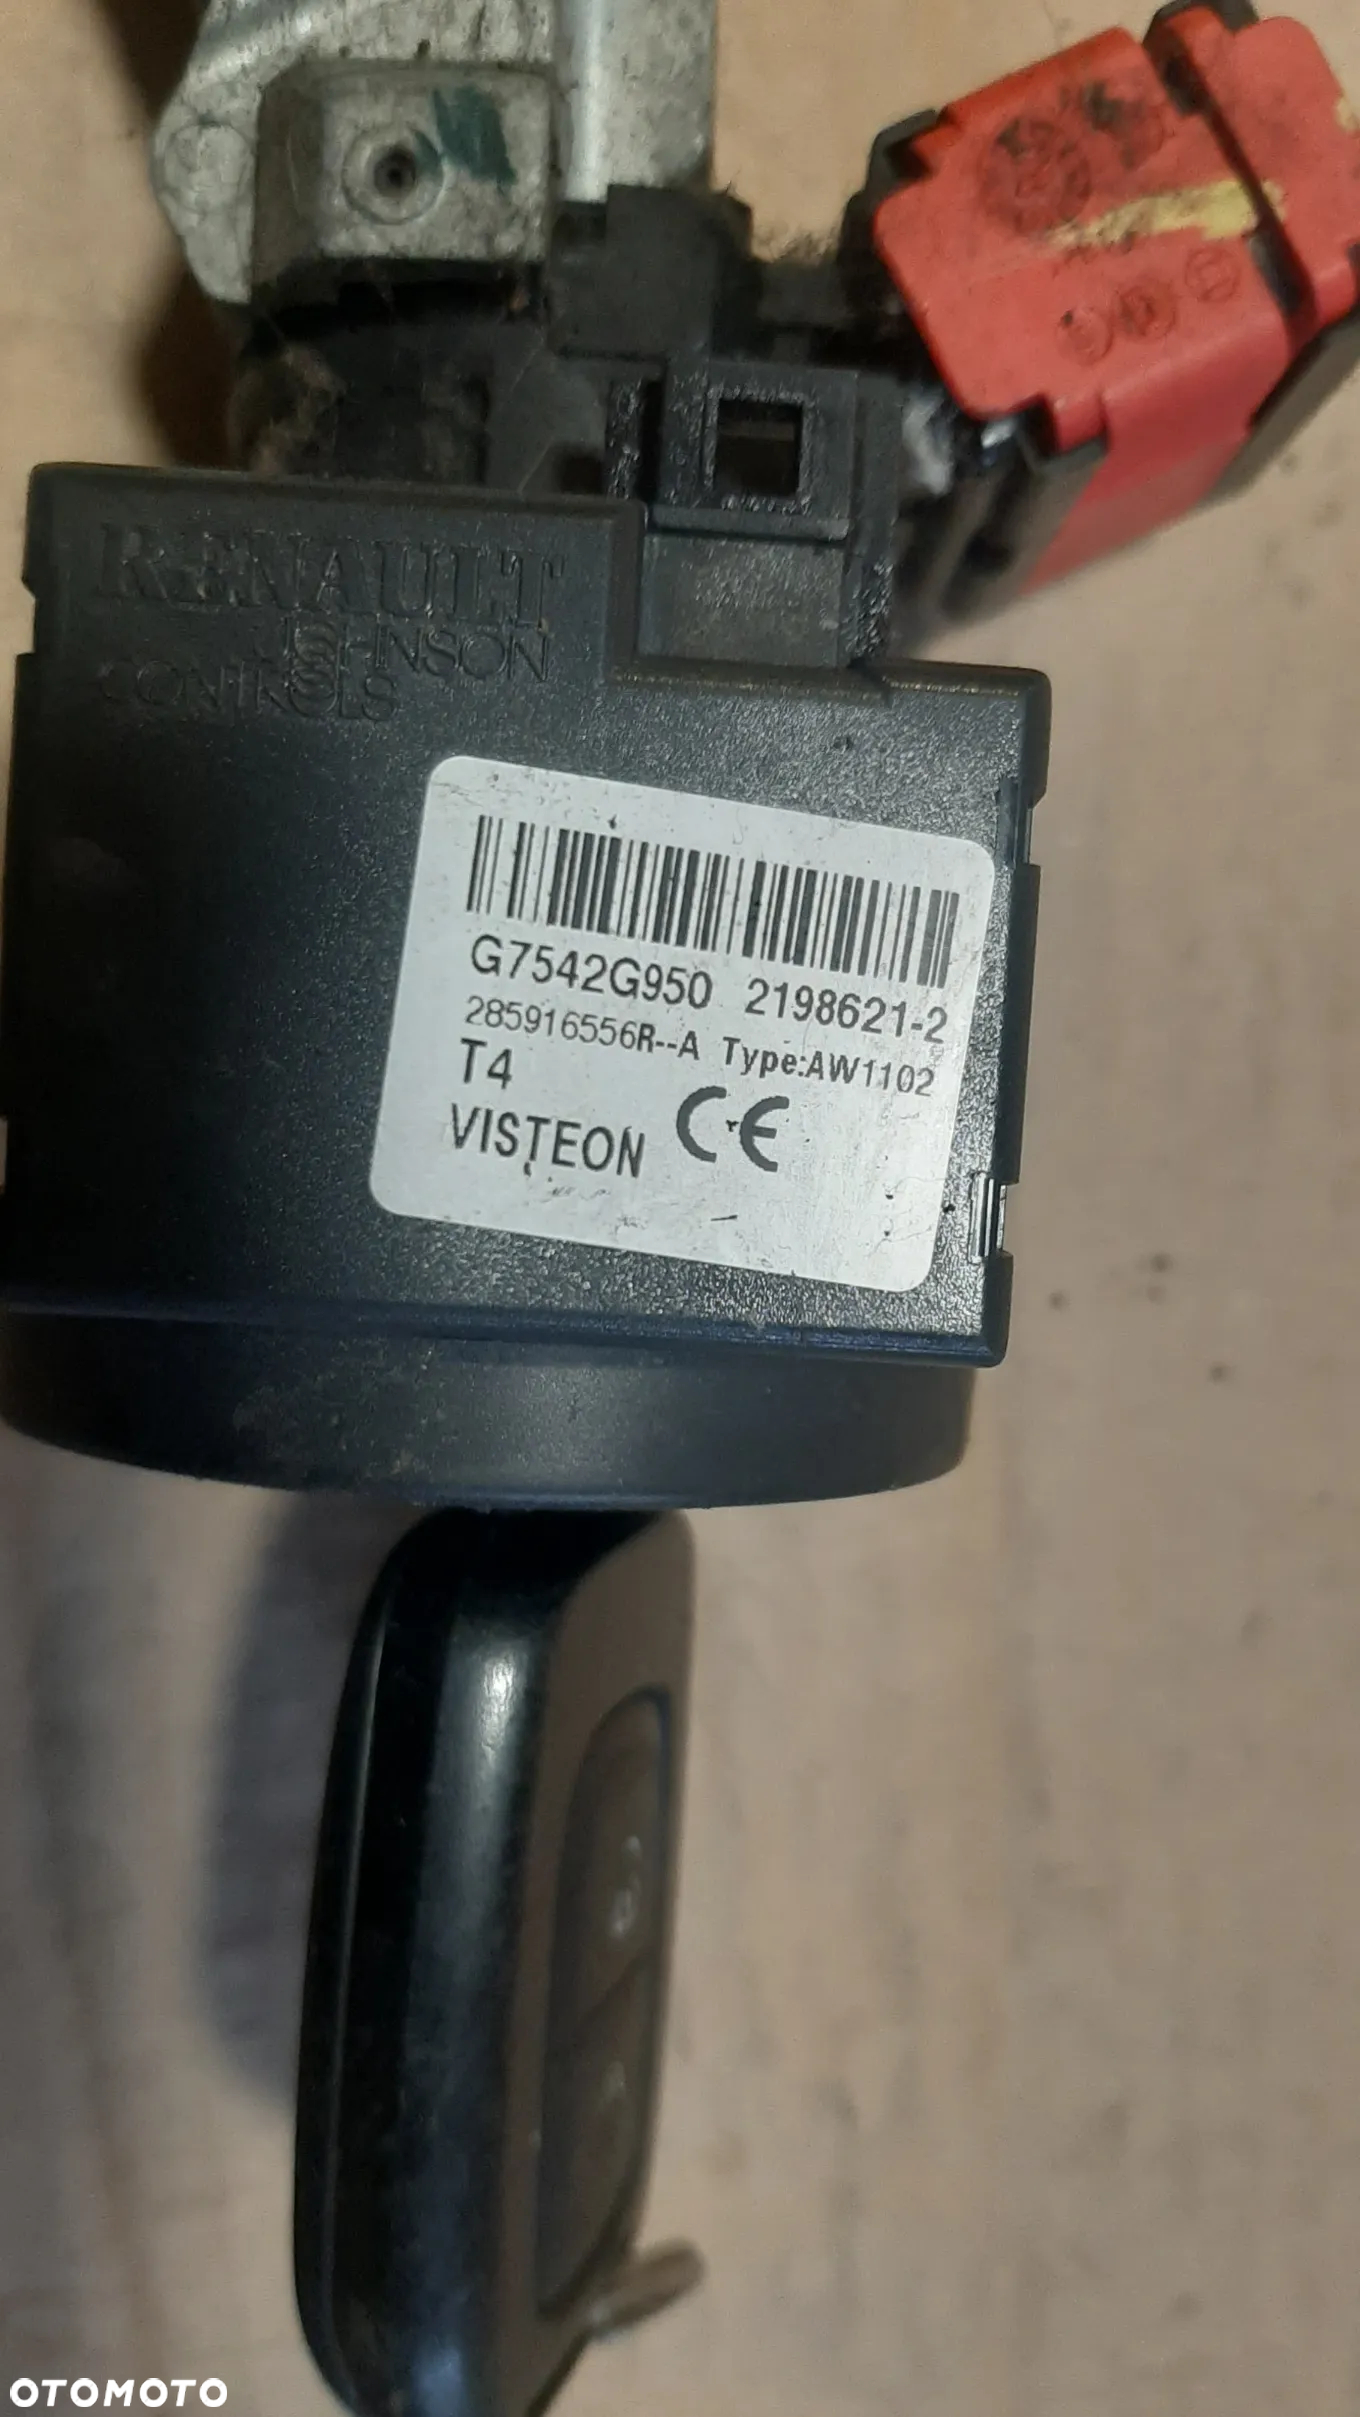 RENAULT
JOHNSON
CONTROLS
G7542G950 2198621-2
285916556R--A Type:AW1102
T4
VISTEON CE
OTOMOTO